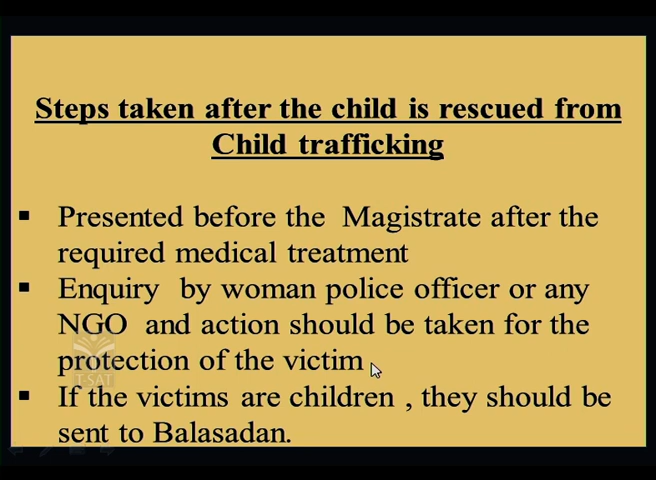 Steps taken after the child is rescued from
Child trafficking
▪ Presented before the Magistrate after the
required medical treatment
▪ Enquiry by woman police officer or any
NGO and action should be taken for the
protection of the victim
▪ If the victims are children , they should be
sent to Balasadan.
T-SAT